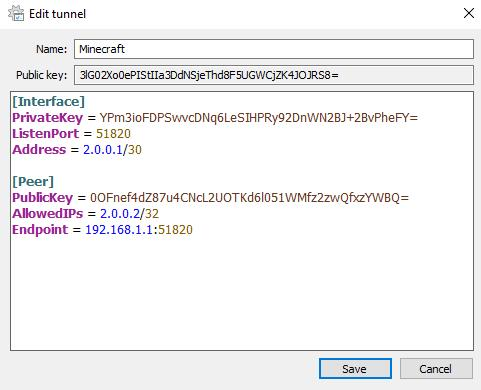 Edit tunnel
Name: Minecraft
Public key: 3lG02Xo0ePIStIIa3DdNSjeThd8F5UGWCjZK4JOJRS8=
[Interface]
PrivateKey = YPm3ioFDPSwvcDNq6LeSIHPRy92DnWN2BJ+2BvPheFY=
ListenPort = 51820
Address = 2.0.0.1/30
[Peer]
PublicKey = 0OFnef4dZ87u4CNcL2UOTKd6l051WMfz2zwQfxzYWBQ=
AllowedIPs = 2.0.0.2/32
Endpoint = 192.168.1.1:51820
Save Cancel